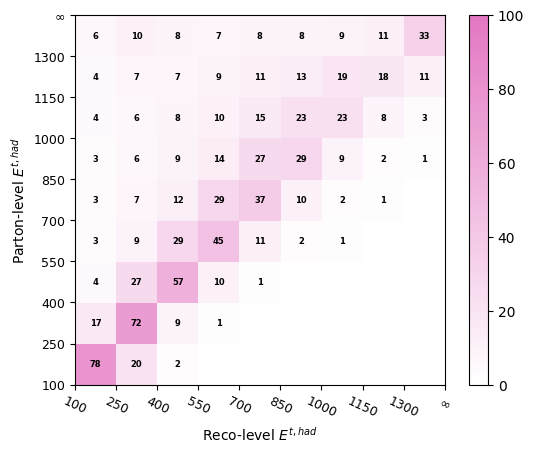 ∞ 6 10 8 7 8 8 9 11 33 100
1300
4 7 7 9 11 13 19 18 11
1150 80
4 6 8 10 15 23 23 8 3
1000
3 6 9 14 27 29 9 2 1
850 60
3 7 12 29 37 10 2 1
700
3 9 29 45 11 2 1
550 40
4 27 57 10 1
400
17 72 9 1 20
250
78 20 2
100 0
100 250 400 550 700 850 1000 1150 1300 ∞
Parton-level E^{t,had}
Reco-level E^{t,had}